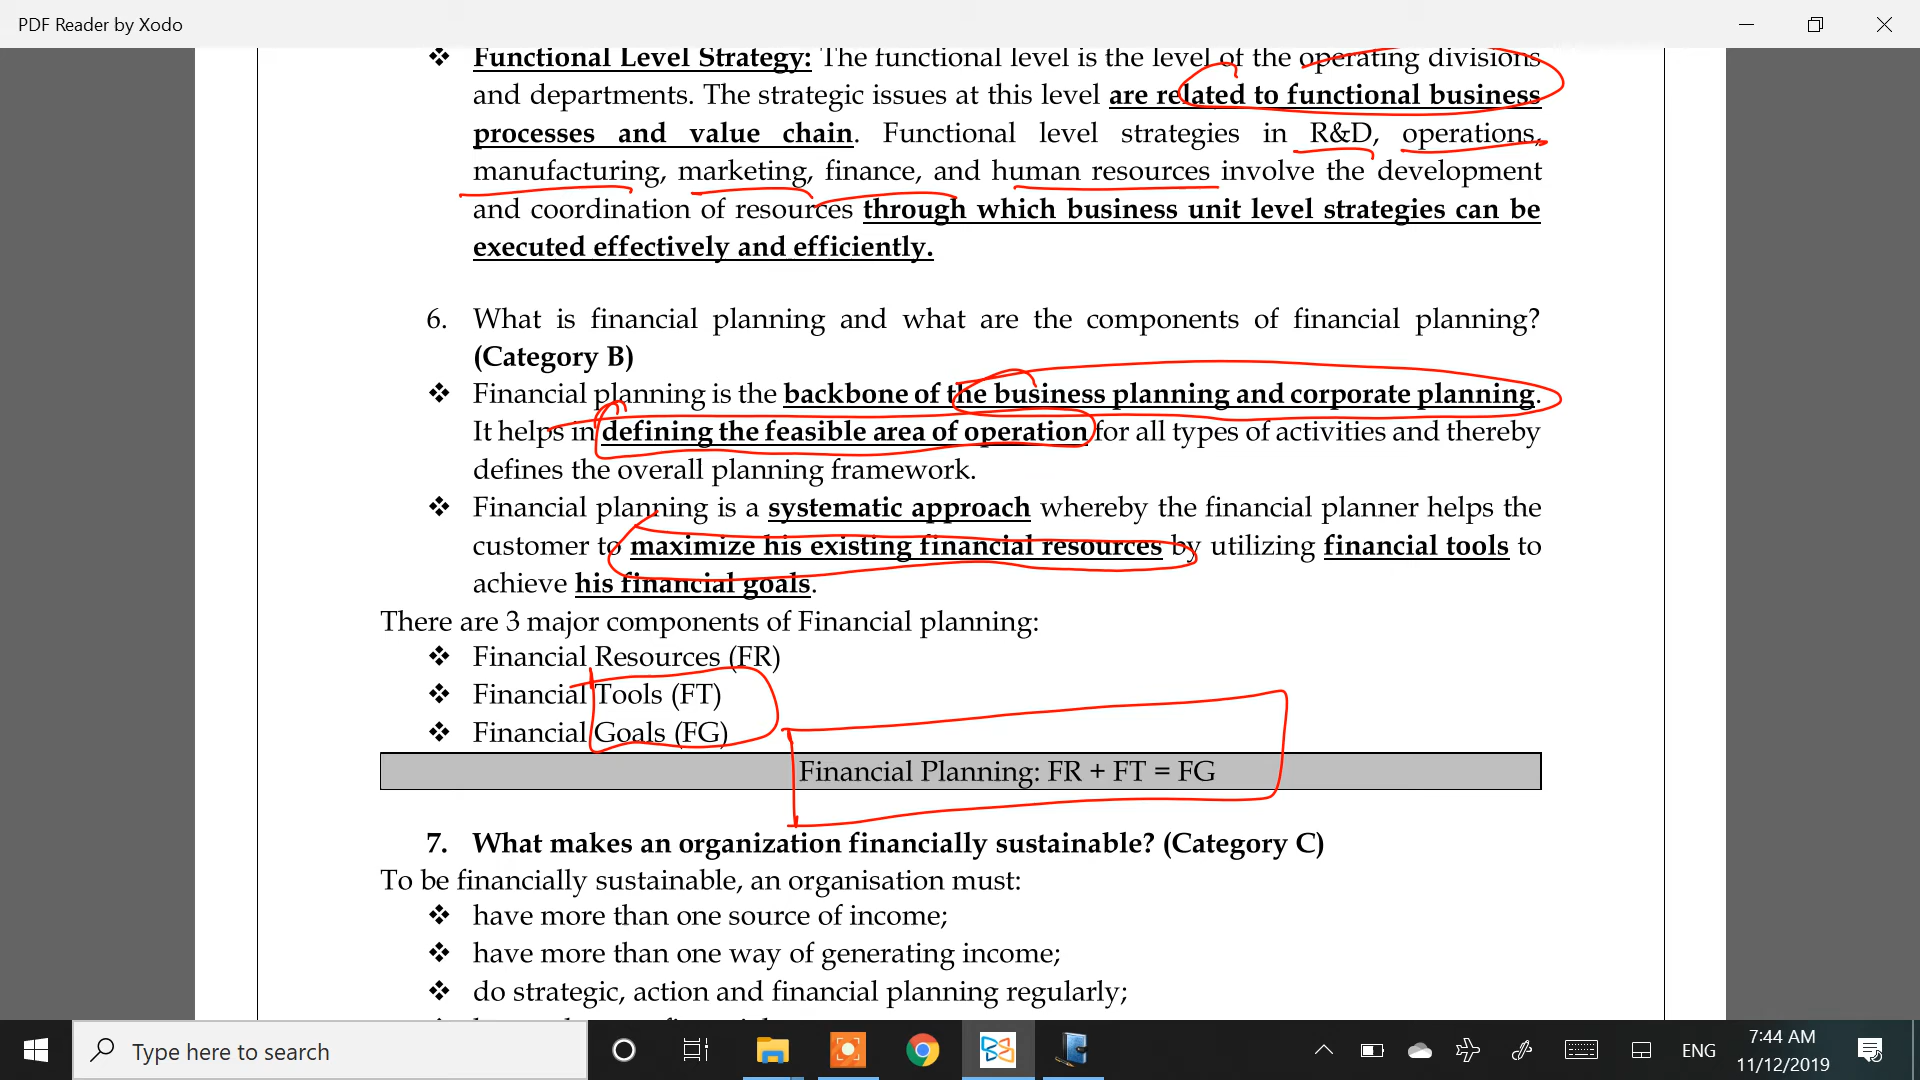 PDF Reader by Xodo
❖ Functional Level Strategy: The functional level is the level of the operating divisions
and departments. The strategic issues at this level are related to functional business
processes and value chain. Functional level strategies in R&D, operations,
manufacturing, marketing, finance, and human resources involve the development
and coordination of resources through which business unit level strategies can be
executed effectively and efficiently.
6. What is financial planning and what are the components of financial planning?
(Category B)
❖ Financial planning is the backbone of the business planning and corporate planning.
It helps in defining the feasible area of operation for all types of activities and thereby
defines the overall planning framework.
❖ Financial planning is a systematic approach whereby the financial planner helps the
customer to maximize his existing financial resources by utilizing financial tools to
achieve his financial goals.
There are 3 major components of Financial planning:
❖ Financial Resources (FR)
❖ Financial Tools (FT)
❖ Financial Goals (FG)
Financial Planning: FR + FT = FG
7. What makes an organization financially sustainable? (Category C)
To be financially sustainable, an organisation must:
❖ have more than one source of income;
❖ have more than one way of generating income;
❖ do strategic, action and financial planning regularly;
Type here to search
ENG
7:44 AM
11/12/2019